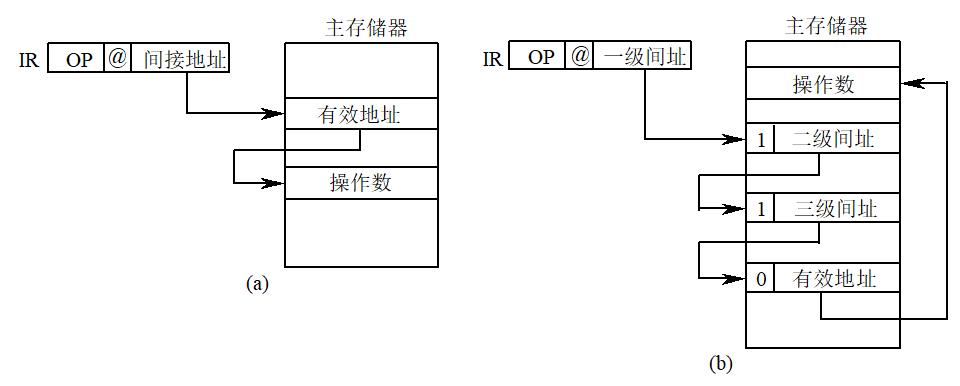 主存储器
IR OP @ 间接地址
有效地址
操作数
(a)
主存储器
IR OP @ 一级间址
操作数
1 二级间址
1 三级间址
0 有效地址
(b)